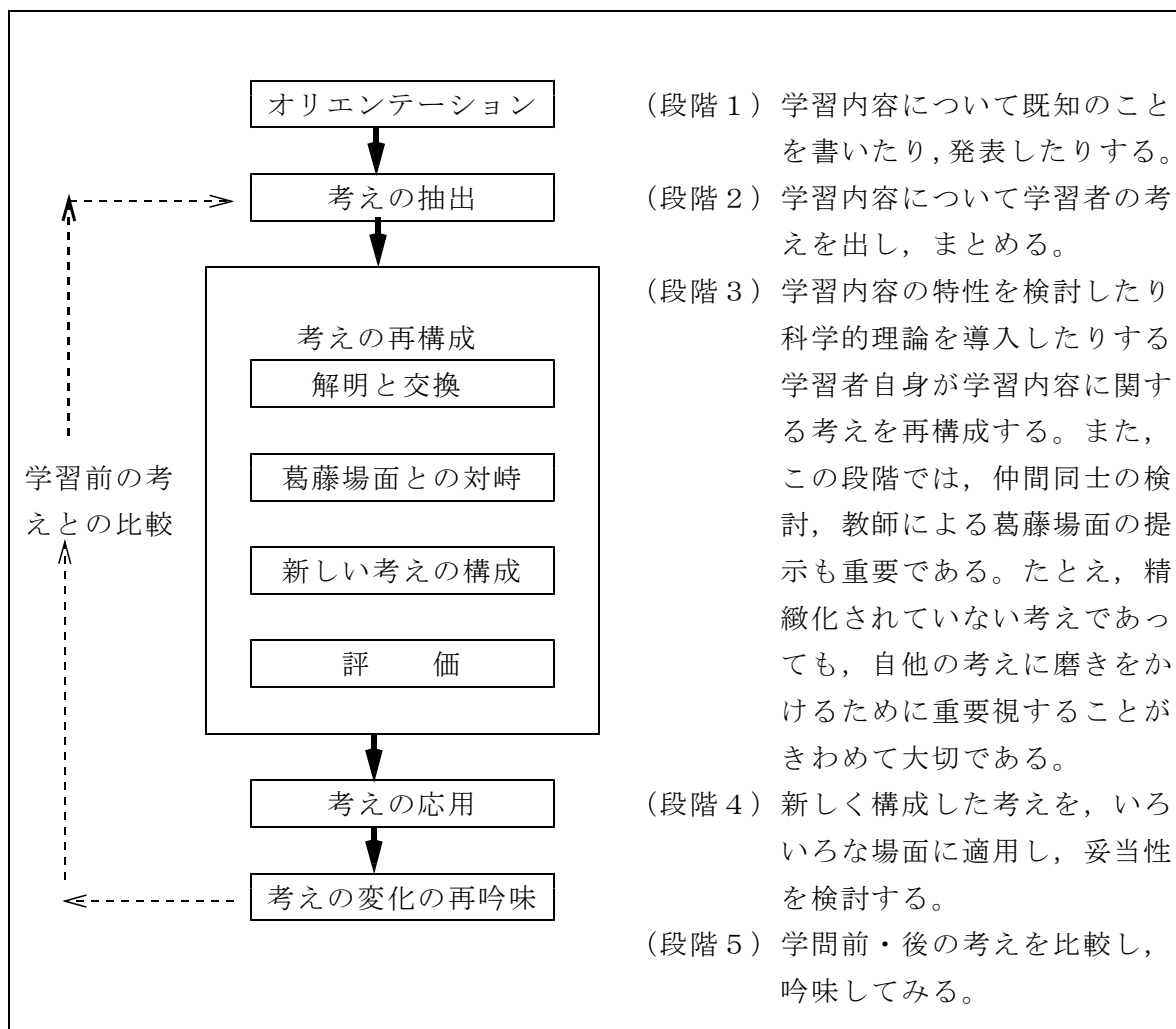 オリエンテーション
考えの抽出
考えの再構成
解明と交換
葛藤場面との対峙
新しい考えの構成
評　価
考えの応用
考えの変化の再吟味
学習前の考
えとの比較
（段階１）学習内容について既知のこと
を書いたり,発表したりする。
（段階２）学習内容について学習者の考
えを出し，まとめる。
（段階３）学習内容の特性を検討したり
科学的理論を導入したりする
学習者自身が学習内容に関す
る考えを再構成する。また，
この段階では，仲間同士の検
討，教師による葛藤場面の提
示も重要である。たとえ，精
緻化されていない考えであっ
ても，自他の考えに磨きをか
けるために重要視することが
きわめて大切である。
（段階４）新しく構成した考えを，いろ
いろな場面に適用し，妥当性
を検討する。
（段階５）学問前・後の考えを比較し，
吟味してみる。